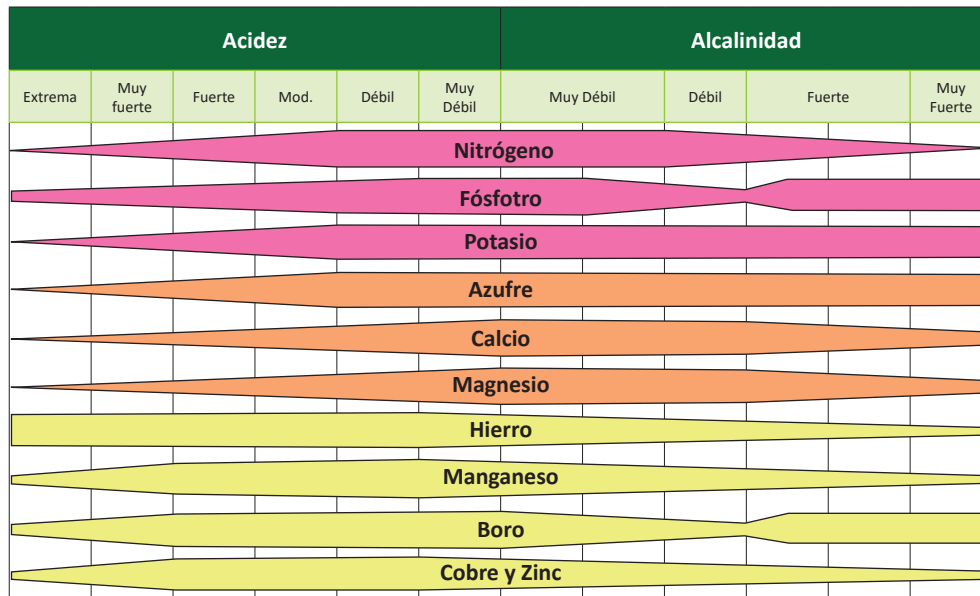 Acidez Alcalinidad
Extrema Muy fuerte Fuerte Mod. Débil Muy Débil Muy Débil Débil Fuerte Muy Fuerte
Nitrógeno
Fósfotro
Potasio
Azufre
Calcio
Magnesio
Hierro
Manganeso
Boro
Cobre y Zinc